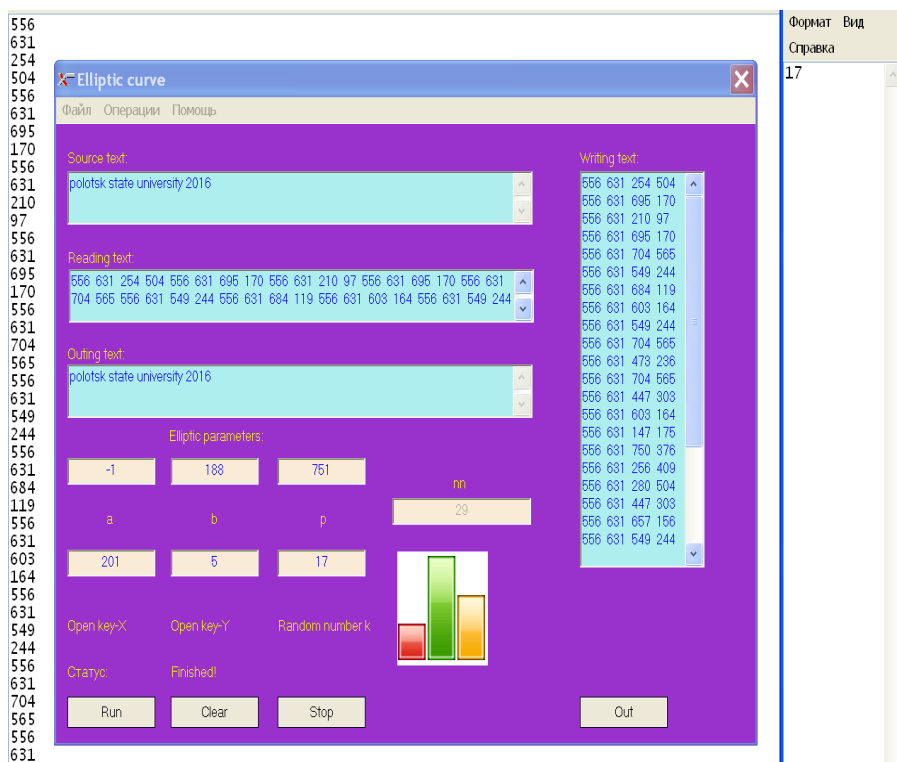 556
631
254
504
556
631
695
170
556
631
210
97
556
631
695
170
556
631
704
565
556
631
549
244
556
631
684
119
556
631
603
164
556
631
549
244
556
631
704
565
556
631
Elliptic curve
Файл Операции Помощь
Source text:
polotsk state university 2016
Reading text:
556 631 254 504 556 631 695 170 556 631 210 97 556 631 695 170 556 631
704 565 556 631 549 244 556 631 684 119 556 631 603 164 556 631 549 244
Outing text:
polotsk state university 2016
Elliptic parameters:
-1 188 751
a b p
nn
29
201 5 17
Open key-X Open key-Y Random number k
Статус: Finished!
Run Clear Stop
Writing text:
556 631 254 504
556 631 695 170
556 631 210 97
556 631 695 170
556 631 704 565
556 631 549 244
556 631 684 119
556 631 603 164
556 631 549 244
556 631 704 565
556 631 473 236
556 631 704 565
556 631 447 303
556 631 603 164
556 631 147 175
556 631 750 376
556 631 256 409
556 631 280 504
556 631 447 303
556 631 657 156
556 631 549 244
Out
Формат Вид
Справка
17